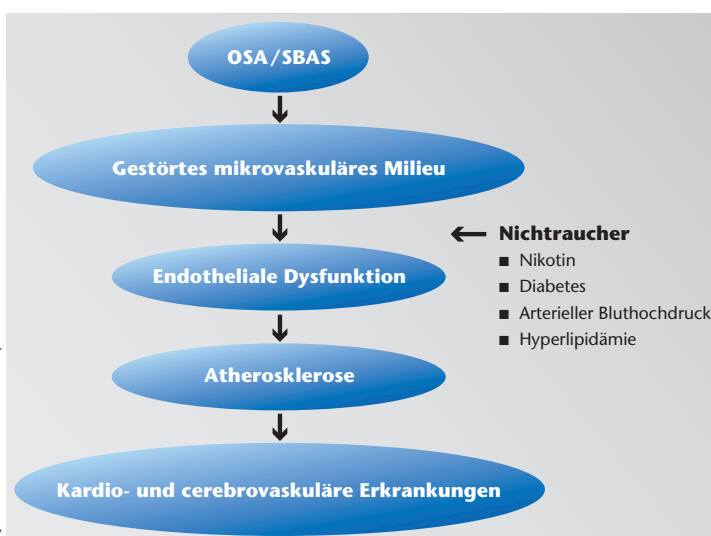 OSA/SBAS
Gestörtes mikrovaskuläres Milieu
Nichtraucher
■ Nikotin
■ Diabetes
■ Arterieller Bluthochdruck
■ Hyperlipidämie
Endotheliale Dysfunktion
Atherosklerose
Kardio- und cerebrovaskuläre Erkrankungen